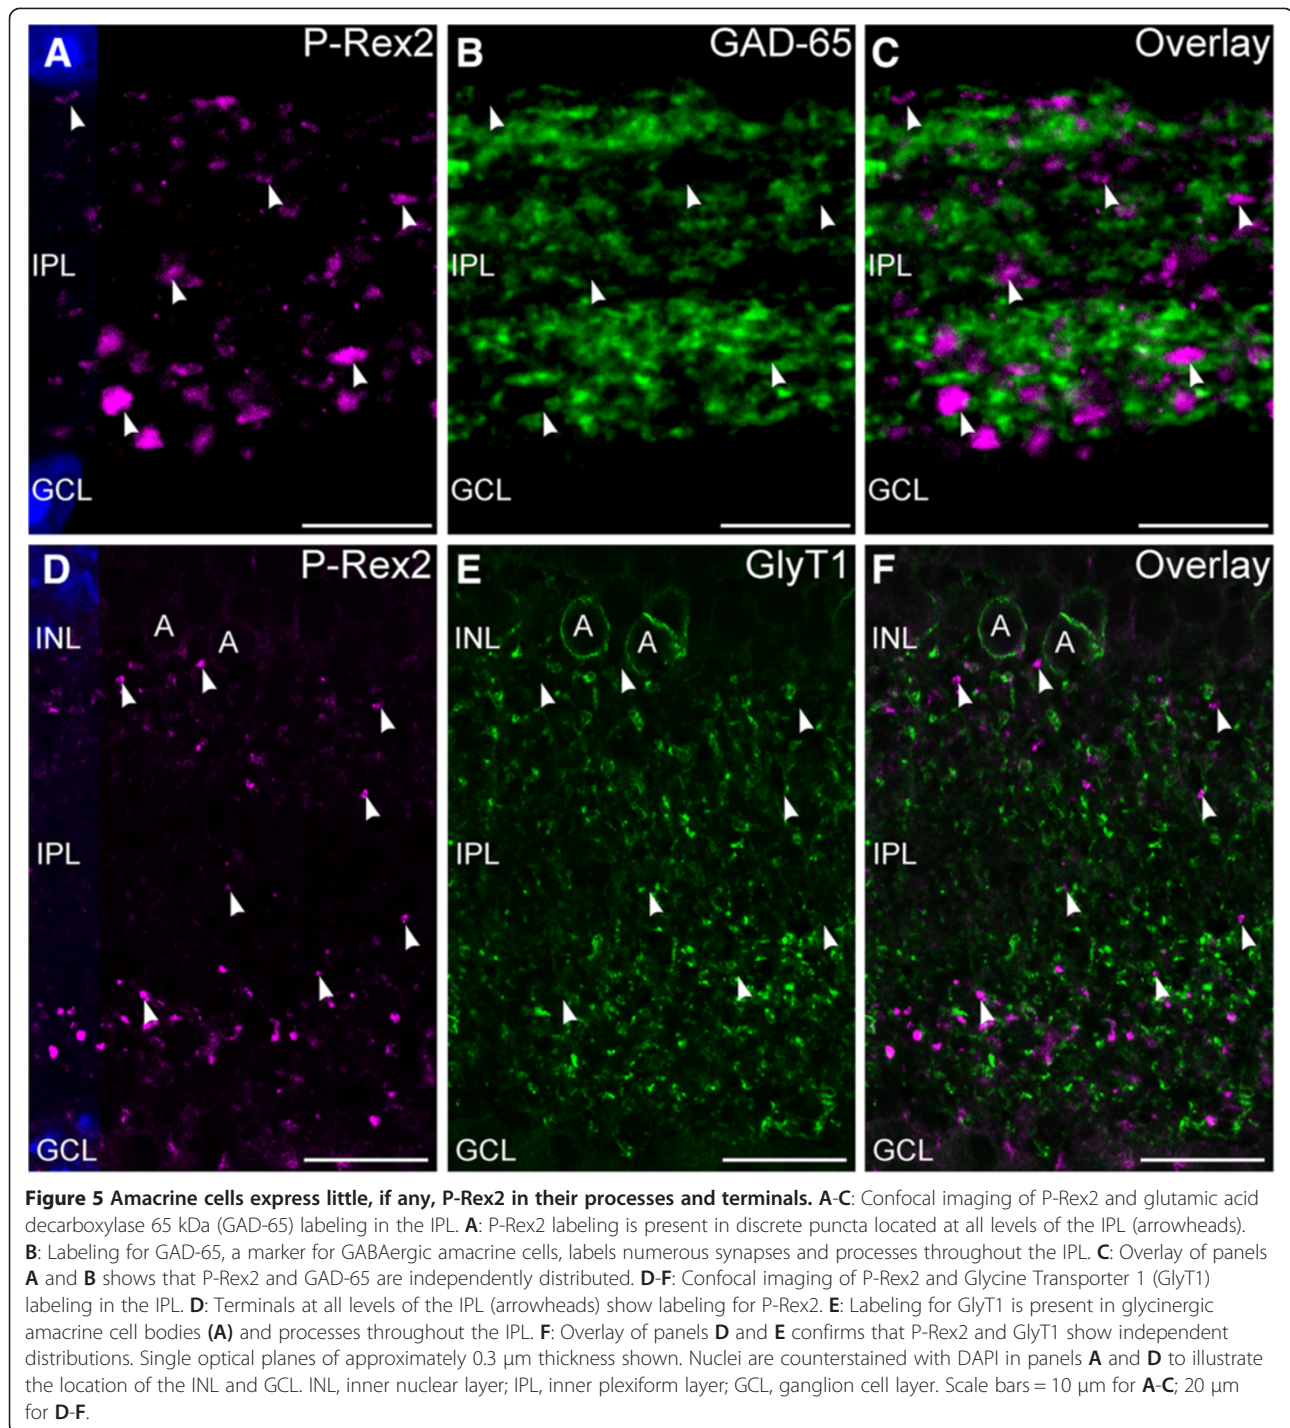 A P-Rex2
B GAD-65
C Overlay
IPL IPL IPL
GCL GCL GCL
D P-Rex2
E GlyT1
F Overlay
INL A A INL A A INL A A
IPL IPL IPL
GCL GCL GCL
Figure 5 Amacrine cells express little, if any, P-Rex2 in their processes and terminals. A-C: Confocal imaging of P-Rex2 and glutamic acid
decarboxylase 65 kDa (GAD-65) labeling in the IPL. A: P-Rex2 labeling is present in discrete puncta located at all levels of the IPL (arrowheads).
B: Labeling for GAD-65, a marker for GABAergic amacrine cells, labels numerous synapses and processes throughout the IPL. C: Overlay of panels
A and B shows that P-Rex2 and GAD-65 are independently distributed. D-F: Confocal imaging of P-Rex2 and Glycine Transporter 1 (GlyT1)
labeling in the IPL. D: Terminals at all levels of the IPL (arrowheads) show labeling for P-Rex2. E: Labeling for GlyT1 is present in glycinergic
amacrine cell bodies (A) and processes throughout the IPL. F: Overlay of panels D and E confirms that P-Rex2 and GlyT1 show independent
distributions. Single optical planes of approximately 0.3 μm thickness shown. Nuclei are counterstained with DAPI in panels A and D to illustrate
the location of the INL and GCL. INL, inner nuclear layer; IPL, inner plexiform layer; GCL, ganglion cell layer. Scale bars = 10 μm for A-C; 20 μm
for D-F.